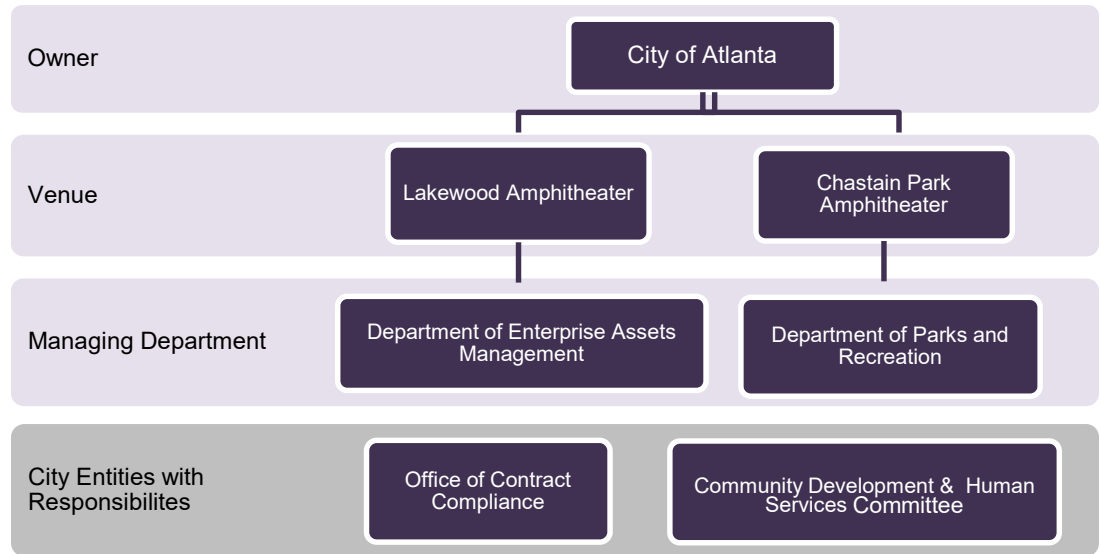 Owner
City of Atlanta
Venue
Lakewood Amphitheater
Chastain Park
Amphitheater
Managing Department
Department of Enterprise Assets
Management
Department of Parks and
Recreation
City Entities with
Responsibilites
Office of Contract
Compliance
Community Development & Human
Services Committee